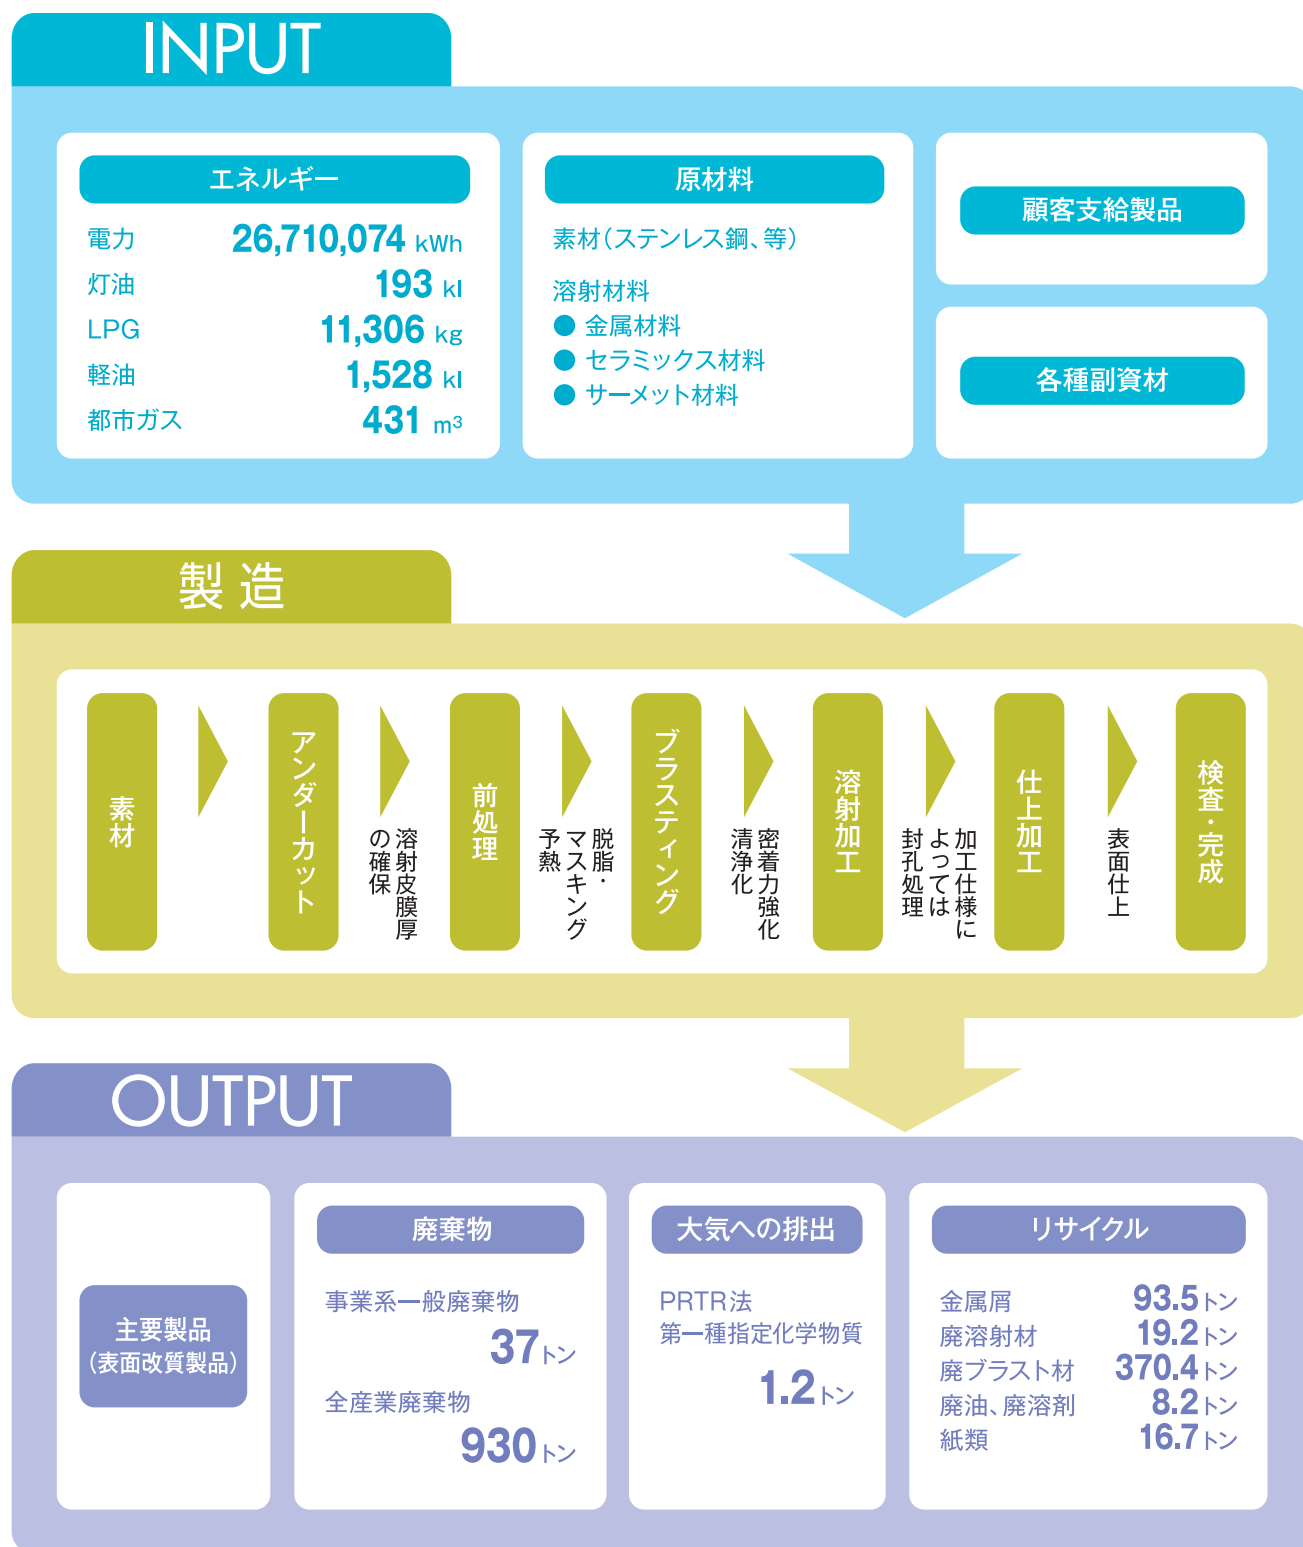 INPUT
エネルギー
電力 26,710,074 kWh
灯油 193 kl
LPG 11,306 kg
軽油 1,528 kl
都市ガス 431 m³
原材料
素材(ステンレス鋼、等)
溶射材料
● 金属材料
● セラミックス材料
● サーメット材料
顧客支給製品
各種副資材
製造
素材
アンダーカット
溶射皮膜厚
の確保
前処理
脱脂・
マスキング
予熱
ブラスティング
密着力強化
清浄化
溶射加工
加工仕様に
よっては
封孔処理
仕上加工
表面仕上
検査・完成
OUTPUT
主要製品
(表面改質製品)
廃棄物
事業系一般廃棄物
37トン
全産業廃棄物
930トン
大気への排出
PRTR法
第一種指定化学物質
1.2トン
リサイクル
金属屑 93.5トン
廃溶射材 19.2トン
廃ブラスト材 370.4トン
廃油、廃溶剤 8.2トン
紙類 16.7トン